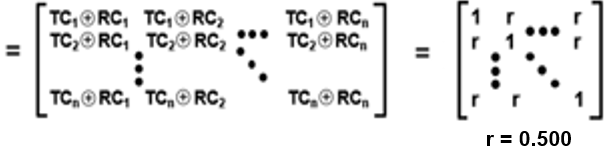 = [ TC₁⊕RC₁ TC₁⊕RC₂ TC₁⊕RCₙ ] = [ 1 r r ]
TC₂⊕RC₁ TC₂⊕RC₂ ••• TC₂⊕RCₙ r 1 ••• r
TCₙ⊕RC₁ TCₙ⊕RC₂ TCₙ⊕RCₙ r r 1
r = 0.500